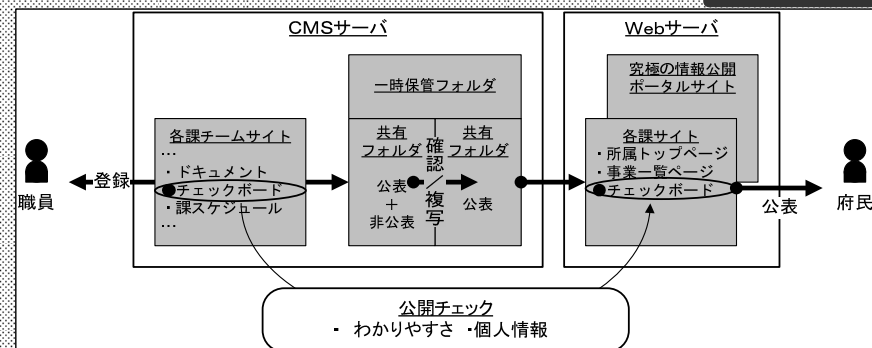 CMSサーバ
Webサーバ
一時保管フォルダ
究極の情報公開
ポータルサイト
各課チームサイト
…
・ドキュメント
チェックボード
・課スケジュール
…
共有
フォルダ
公表
+
非公表
確認／複写
共有
フォルダ
公表
各課サイト
・所属トップページ
・事業一覧ページ
チェックボード
職員
登録
公表
府民
公開チェック
・ わかりやすさ ・個人情報